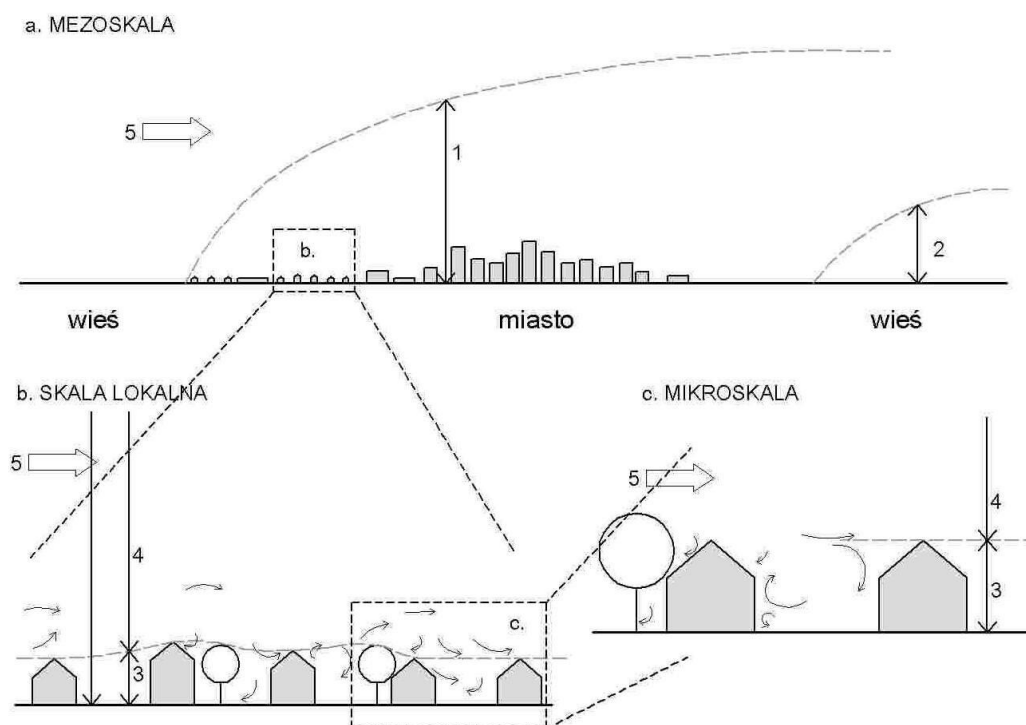 a. MEZOSKALA
5
1
b.
2
wieś
miasto
wieś
b. SKALA LOKALNA
5
4
3
c.
c. MIKROSKALA
5
4
3